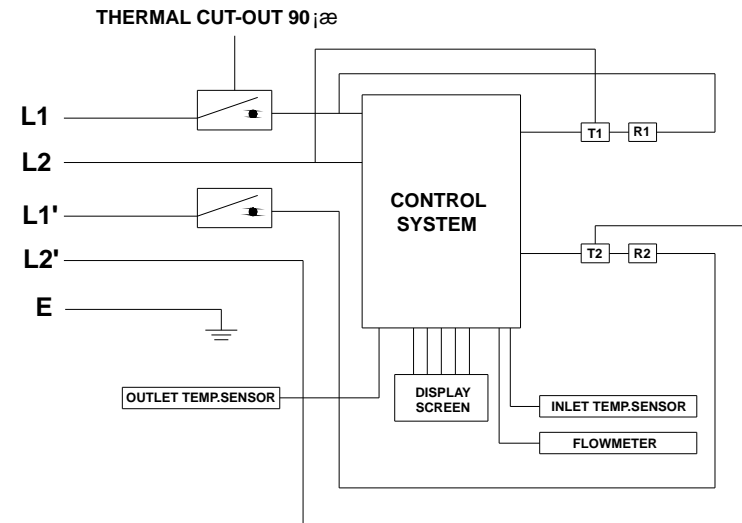 THERMAL CUT-OUT 90¡æ
L1
L2
L1'
L2'
E
CONTROL
SYSTEM
T1
R1
T2
R2
OUTLET TEMP.SENSOR
DISPLAY
SCREEN
INLET TEMP.SENSOR
FLOWMETER